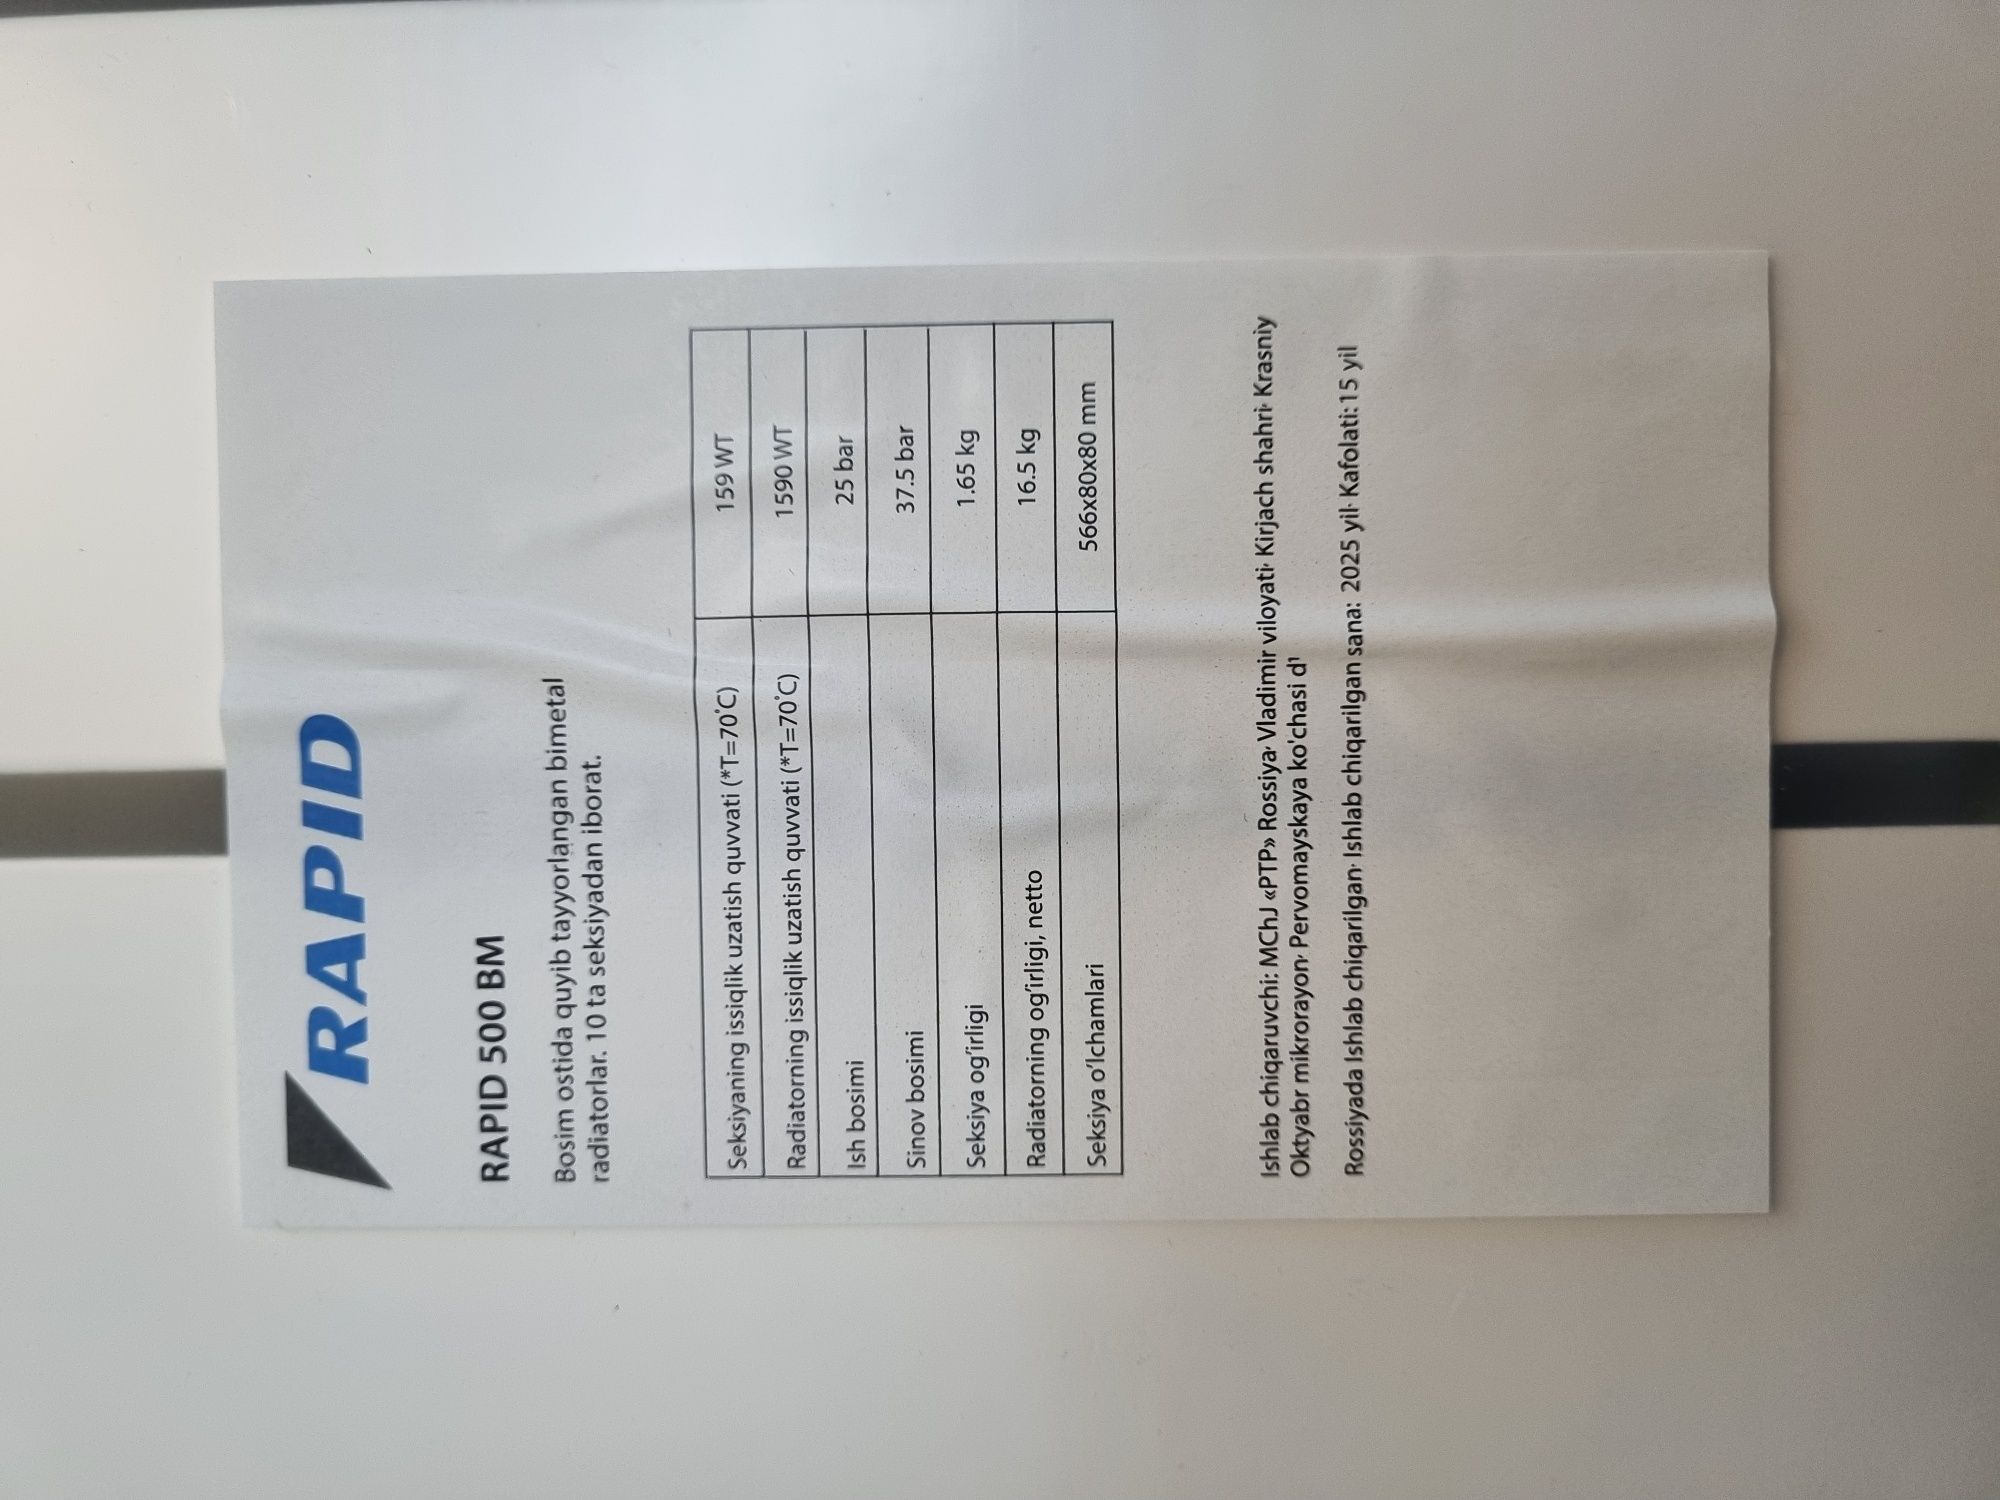 RAPID
RAPID 500 BM
Bosim ostida quyib tayyorlangan bimetal
radiatorlar. 10 ta seksiyadan iborat.
Seksiyaning issiqlik uzatish quvvati (*T=70°C) 159 WT
Radiatorning issiqlik uzatish quvvati (*T=70°C) 1590 WT
Ish bosimi 25 bar
Sinov bosimi 37.5 bar
Seksiya og'irligi 1.65 kg
Radiatorning og'irligi, netto 16.5 kg
Seksiya o'lchamlari 566x80x80 mm
Ishlab chiqaruvchi: MChJ «PTP» Rossiya· Vladimir viloyati· Kirjach shahri· Krasniy
Oktyabr mikrorayon· Pervomayskaya ko'chasi d¹
Rossiyada Ishlab chiqarilgan· Ishlab chiqarilgan sana: 2025 yil· Kafolati:15 yil